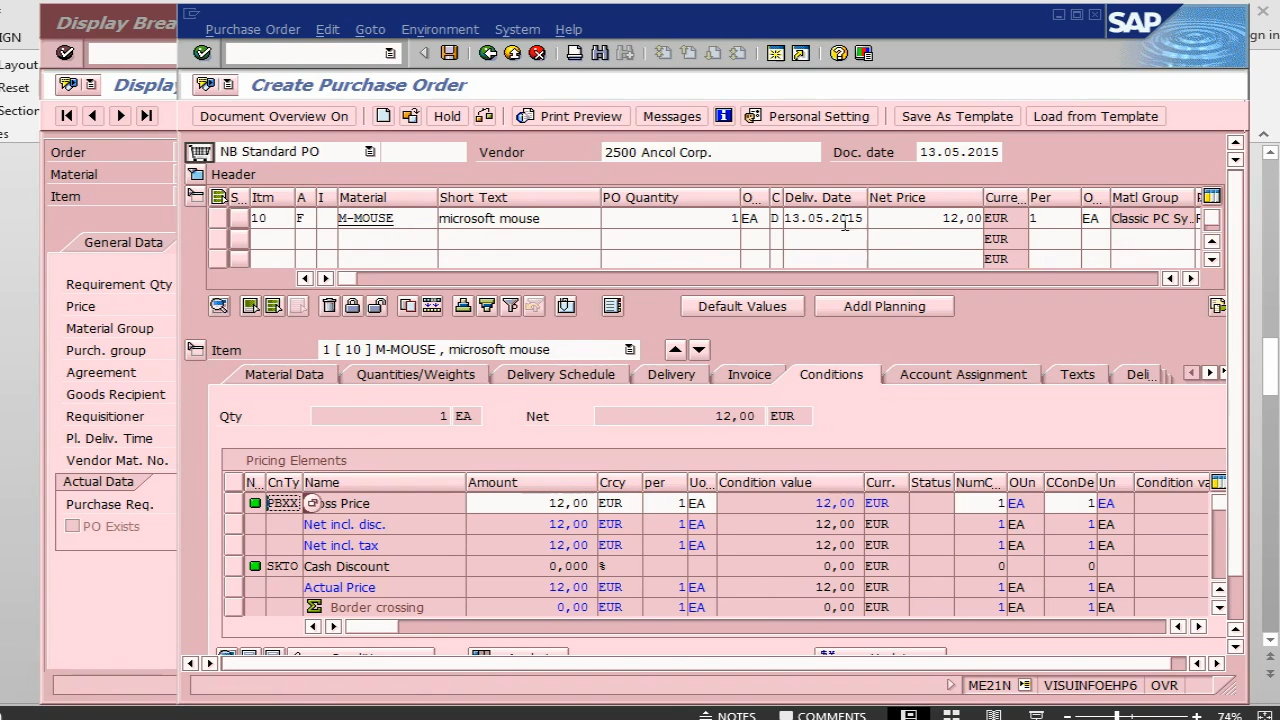 IGN
Layout
Reset
Section
Display Brea
Display
Order
Material
Item
General Data
Requirement Qty
Price
Material Group
Purch. group
Agreement
Goods Recipient
Requisitioner
Pl. Deliv. Time
Vendor Mat. No.
Actual Data
Purchase Req.
PO Exists
Purchase Order Edit Goto Environment System Help
SAP
Create Purchase Order
Document Overview On Hold Print Preview Messages Personal Setting Save As Template Load from Template
NB Standard PO Vendor 2500 Ancol Corp. Doc. date 13.05.2015
Header
S... Itm A I Material Short Text PO Quantity O... C Deliv. Date Net Price Curre... Per O... Matl Group
10 F M-MOUSE microsoft mouse 1 EA D 13.05.2015 12,00 EUR 1 EA Classic PC Sy..
EUR
EUR
Default Values Addl Planning
Item 1 [ 10 ] M-MOUSE , microsoft mouse
Material Data Quantities/Weights Delivery Schedule Delivery Invoice Conditions Account Assignment Texts Deli...
Qty 1 EA Net 12,00 EUR
Pricing Elements
N... CnTy Name Amount Crcy per Uo... Condition value Curr. Status NumC... OUn CConDe Un Condition va
PBXX oss Price 12,00 EUR 1 EA 12,00 EUR 1 EA 1 EA
Net incl. disc. 12,00 EUR 1 EA 12,00 EUR 1 EA 1 EA
Net incl. tax 12,00 EUR 1 EA 12,00 EUR 1 EA 1 EA
SKTO Cash Discount 0,000 % 0,00 EUR 0 0
Actual Price 12,00 EUR 1 EA 12,00 EUR 1 EA 1 EA
Border crossing 0,00 EUR 1 EA 0,00 EUR 1 EA 1 EA
ME21N VISUINFOEHP6 OVR
NOTES COMMENTS 74%
gn in